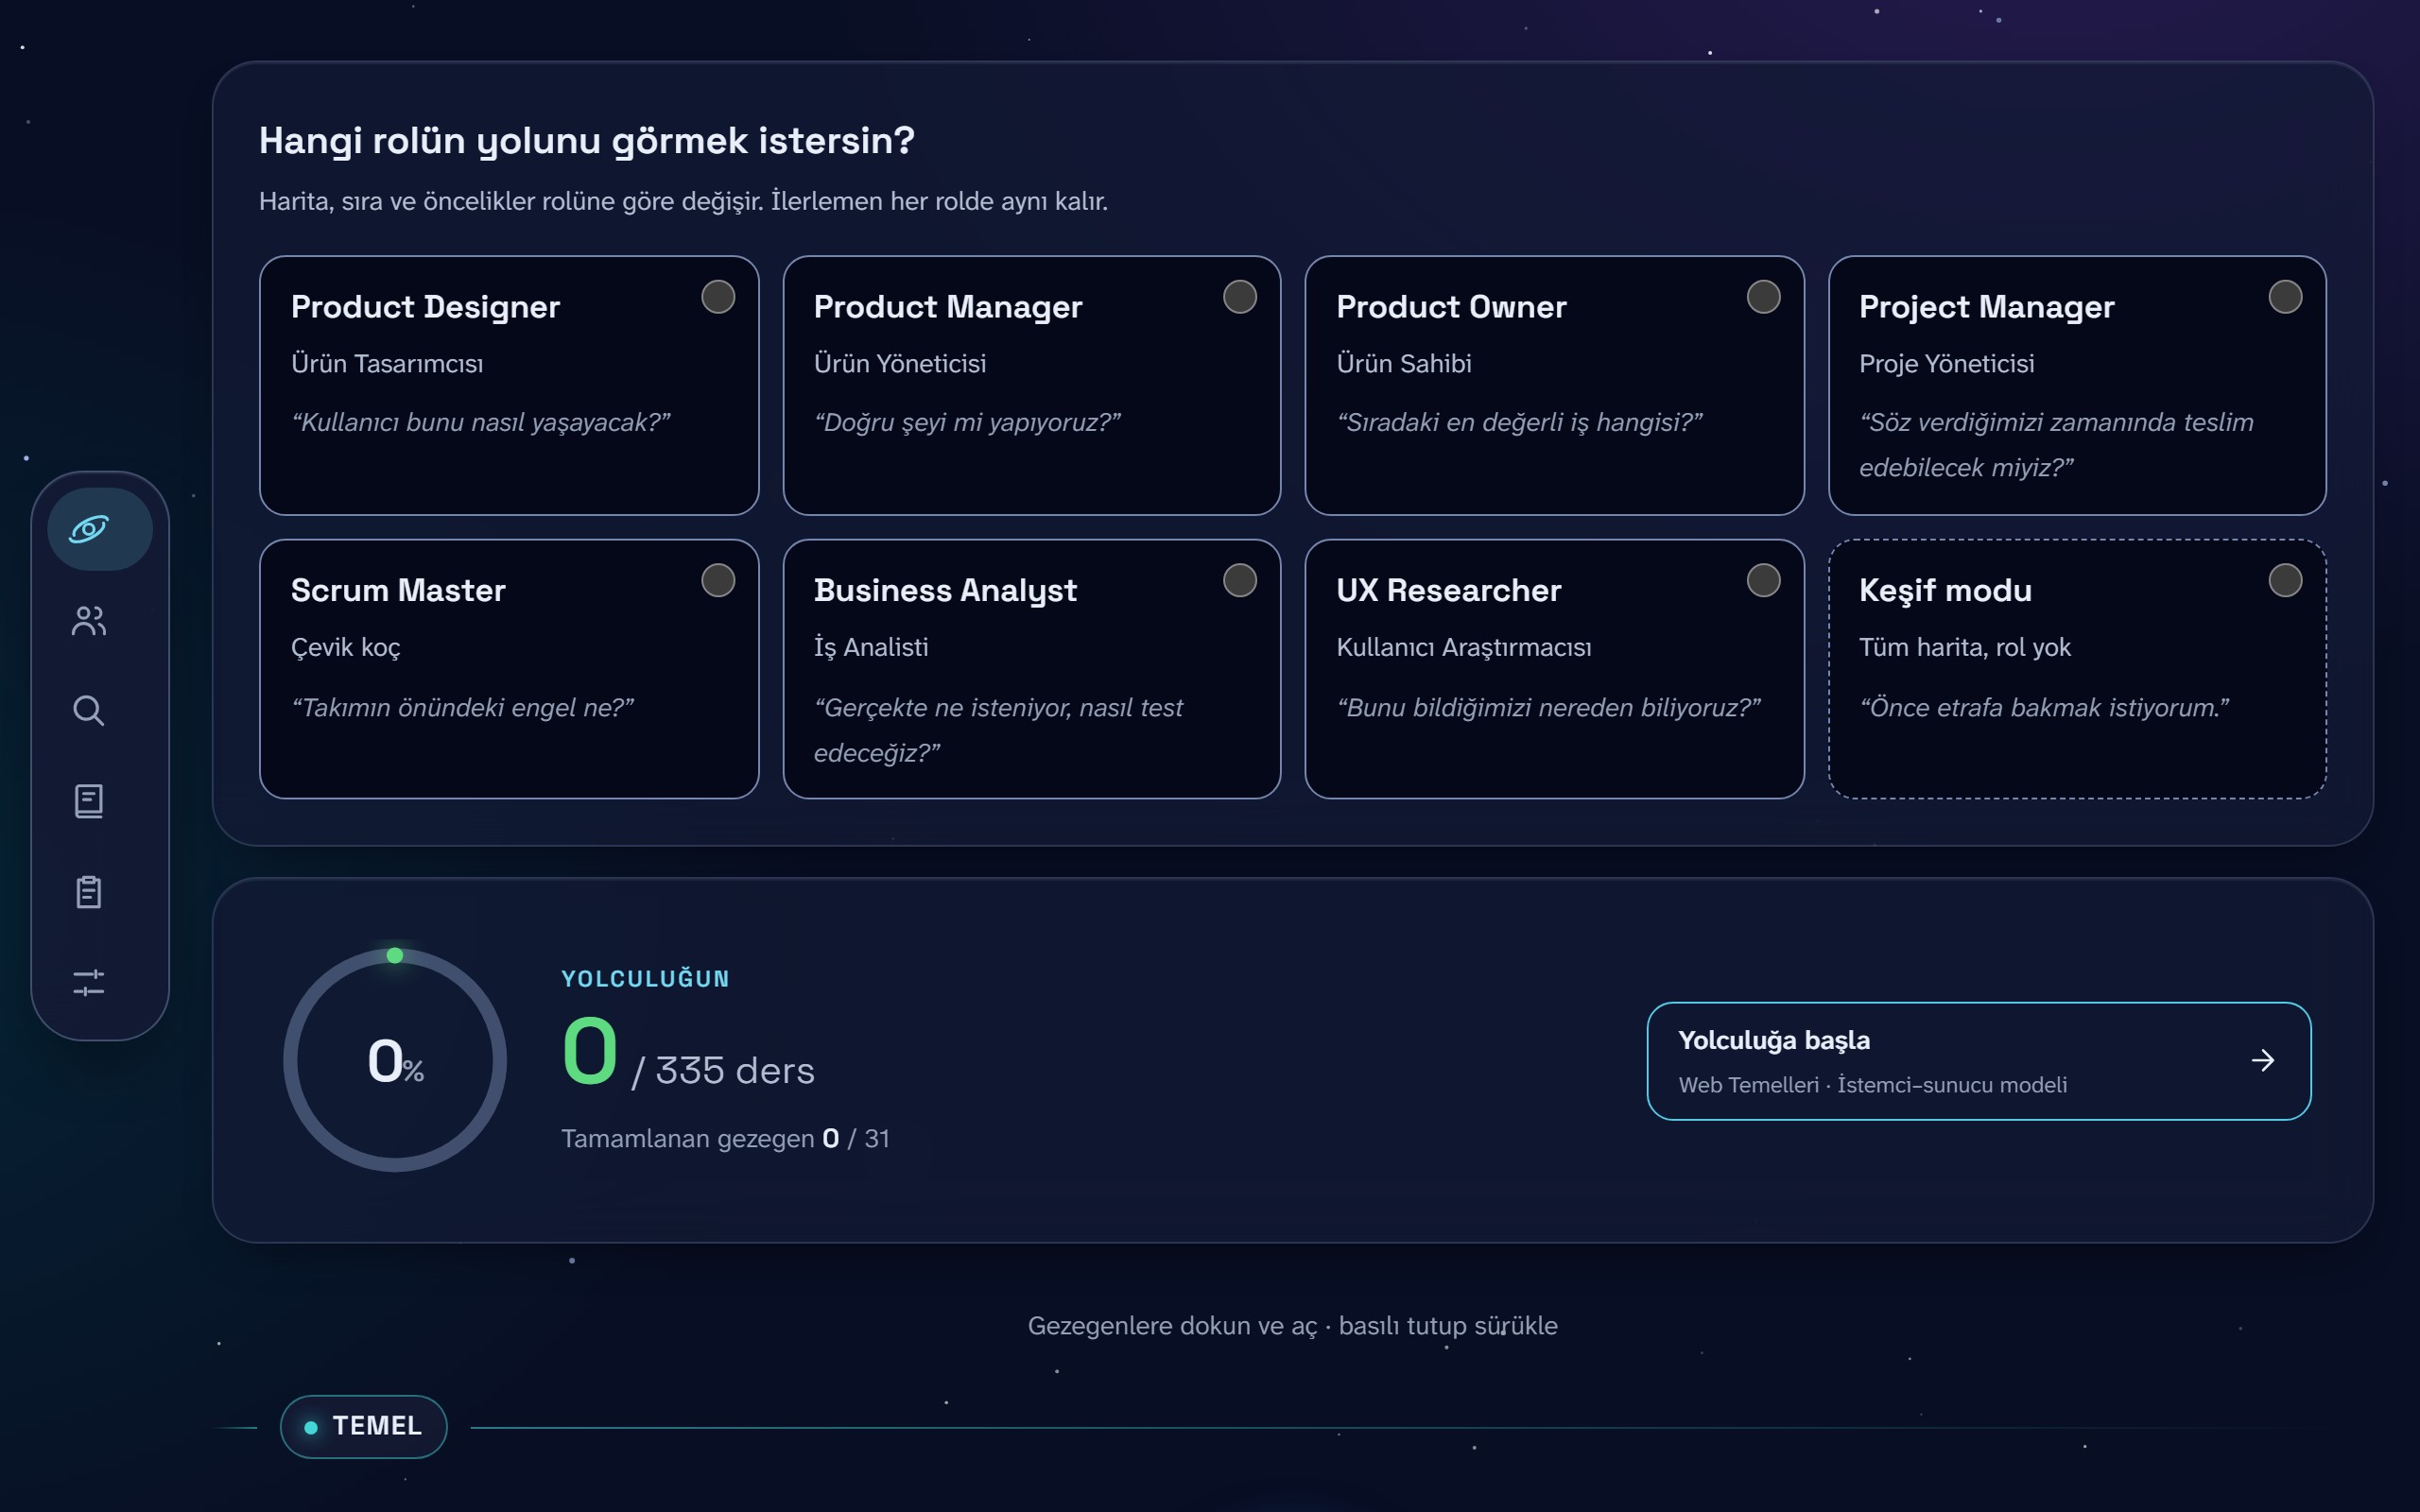 Hangi rolün yolunu görmek istersin?
Harita, sıra ve öncelikler rolüne göre değişir. İlerlemen her rolde aynı kalır.
Product Designer
Ürün Tasarımcısı
“Kullanıcı bunu nasıl yaşayacak?”
Product Manager
Ürün Yöneticisi
“Doğru şeyi mi yapıyoruz?”
Product Owner
Ürün Sahibi
“Sıradaki en değerli iş hangisi?”
Project Manager
Proje Yöneticisi
“Söz verdiğimizi zamanında teslim
edebilecek miyiz?”
Scrum Master
Çevik koç
“Takımın önündeki engel ne?”
Business Analyst
İş Analisti
“Gerçekte ne isteniyor, nasıl test
edeceğiz?”
UX Researcher
Kullanıcı Araştırmacısı
“Bunu bildiğimizi nereden biliyoruz?”
Keşif modu
Tüm harita, rol yok
“Önce etrafa bakmak istiyorum.”
0%
YOLCULUĞUN
0 / 335 ders
Tamamlanan gezegen 0 / 31
Yolculuğa başla
Web Temelleri · İstemci–sunucu modeli
Gezegenlere dokun ve aç · basılı tutup sürükle
TEMEL